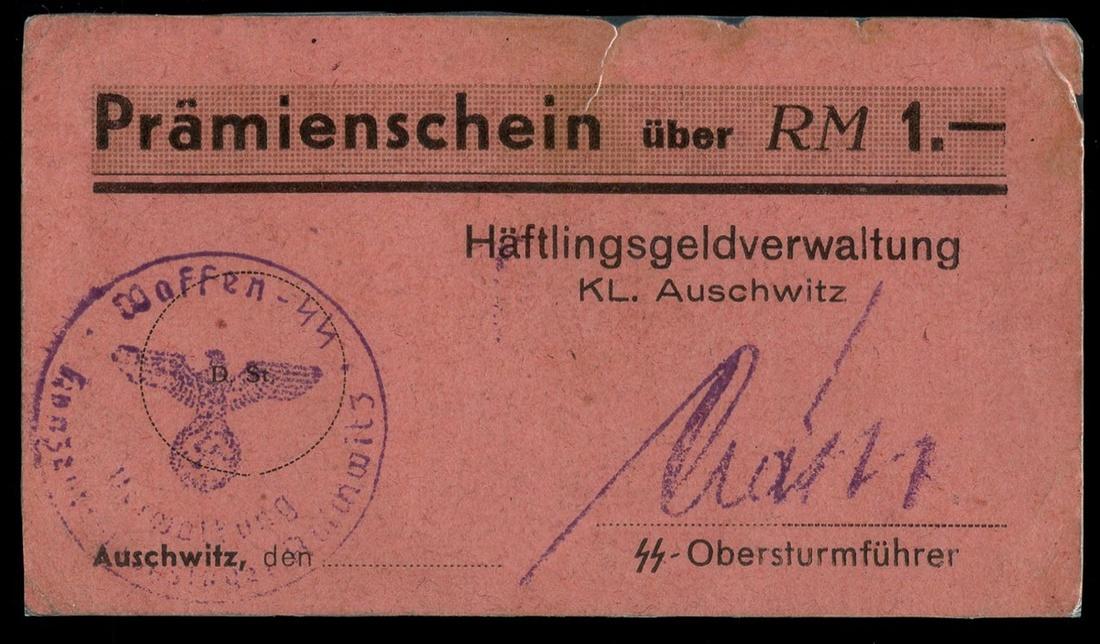 Prämienschein über RM 1.—
Häftlingsgeldverwaltung
KL. Auschwitz
Waffen-SS
D. St.
Auschwitz, den
SS-Obersturmführer